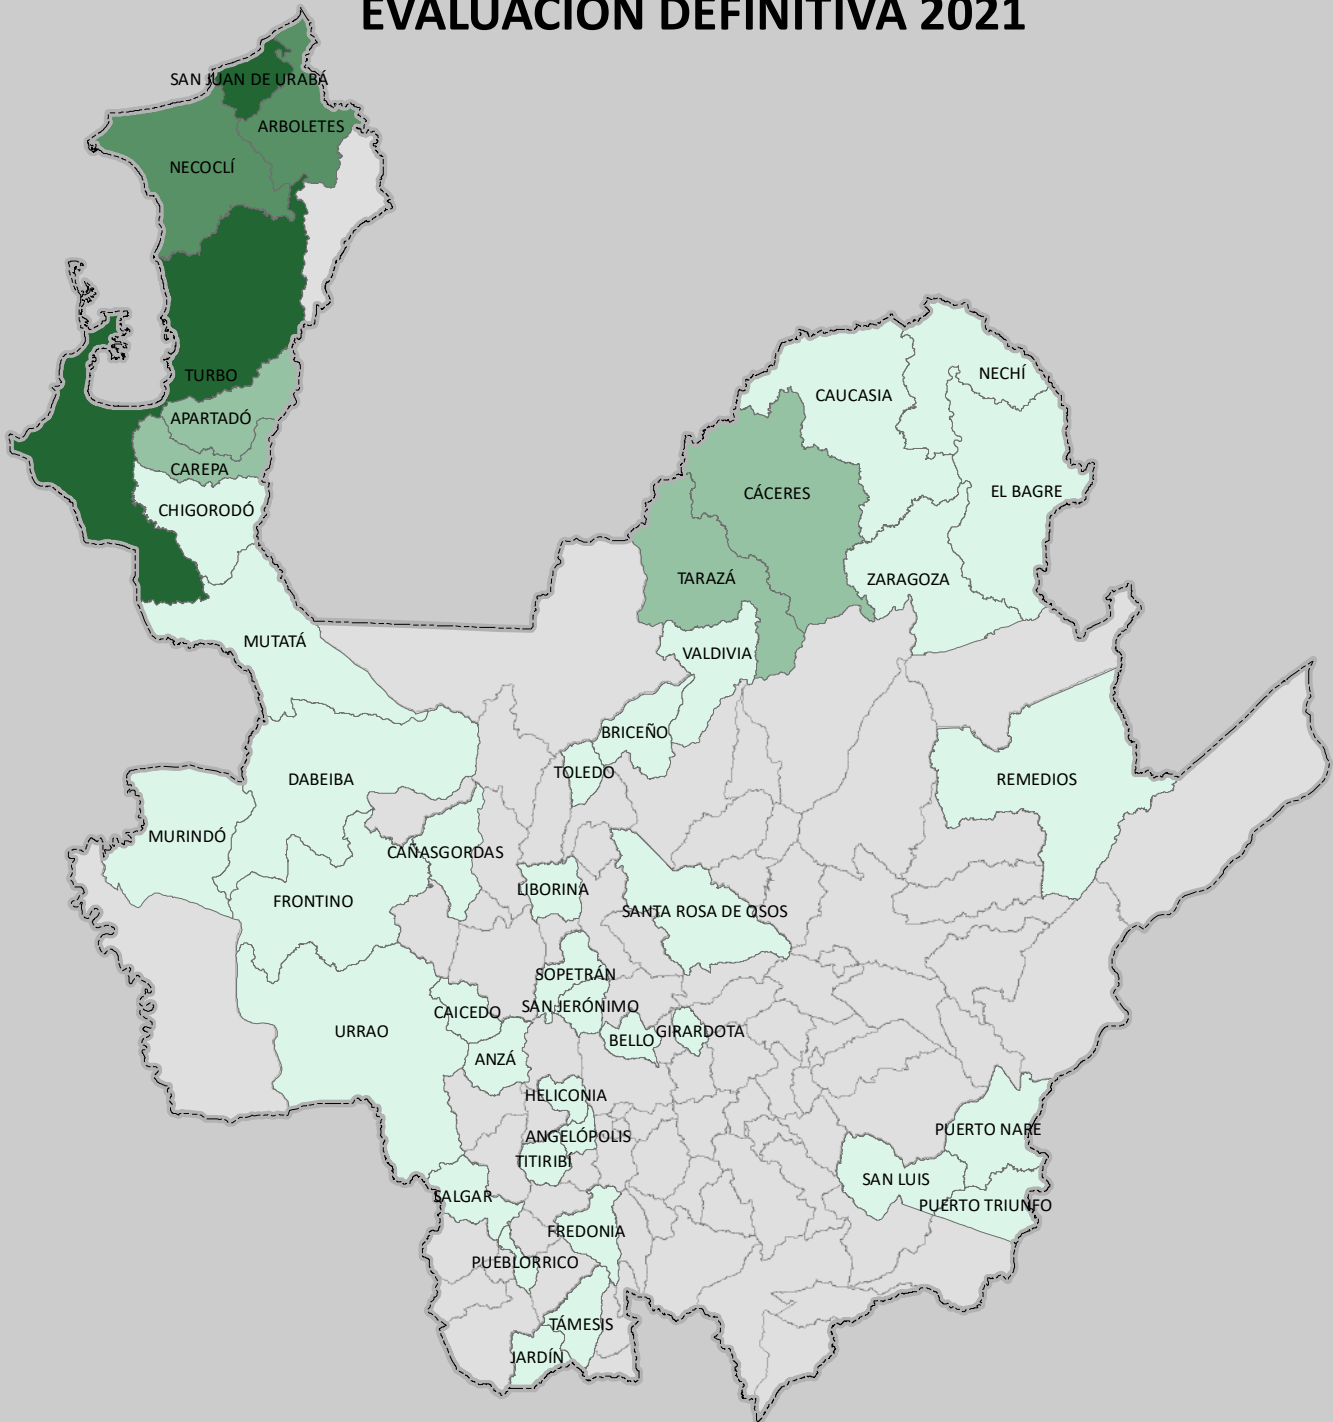 EVALUACIÓN DEFINITIVA 2021
SAN JUAN DE URABÁ
ARBOLETES
NECOCLÍ
TURBO
NECHÍ
CAUCASIA
APARTADÓ
CAREPA
CÁCERES
EL BAGRE
CHIGORODÓ
TARAZÁ
ZARAGOZA
MUTATÁ
VALDIVIA
BRICEÑO
TOLEDO
DABEIBA
REMEDIOS
MURINDÓ
CAÑASGORDAS
LIBORINA
FRONTINO
SANTA ROSA DE OSOS
SOPETRÁN
SAN JERÓNIMO
CAICEDO
URRAO
GIRARDOTA
BELLO
ANZÁ
HELICONIA
PUERTO NARE
ANGELÓPOLIS
TITIRIBÍ
SAN LUIS
SALGAR
PUERTO TRIUNFO
FREDONIA
PUEBLORRICO
TÁMESIS
JARDÍN